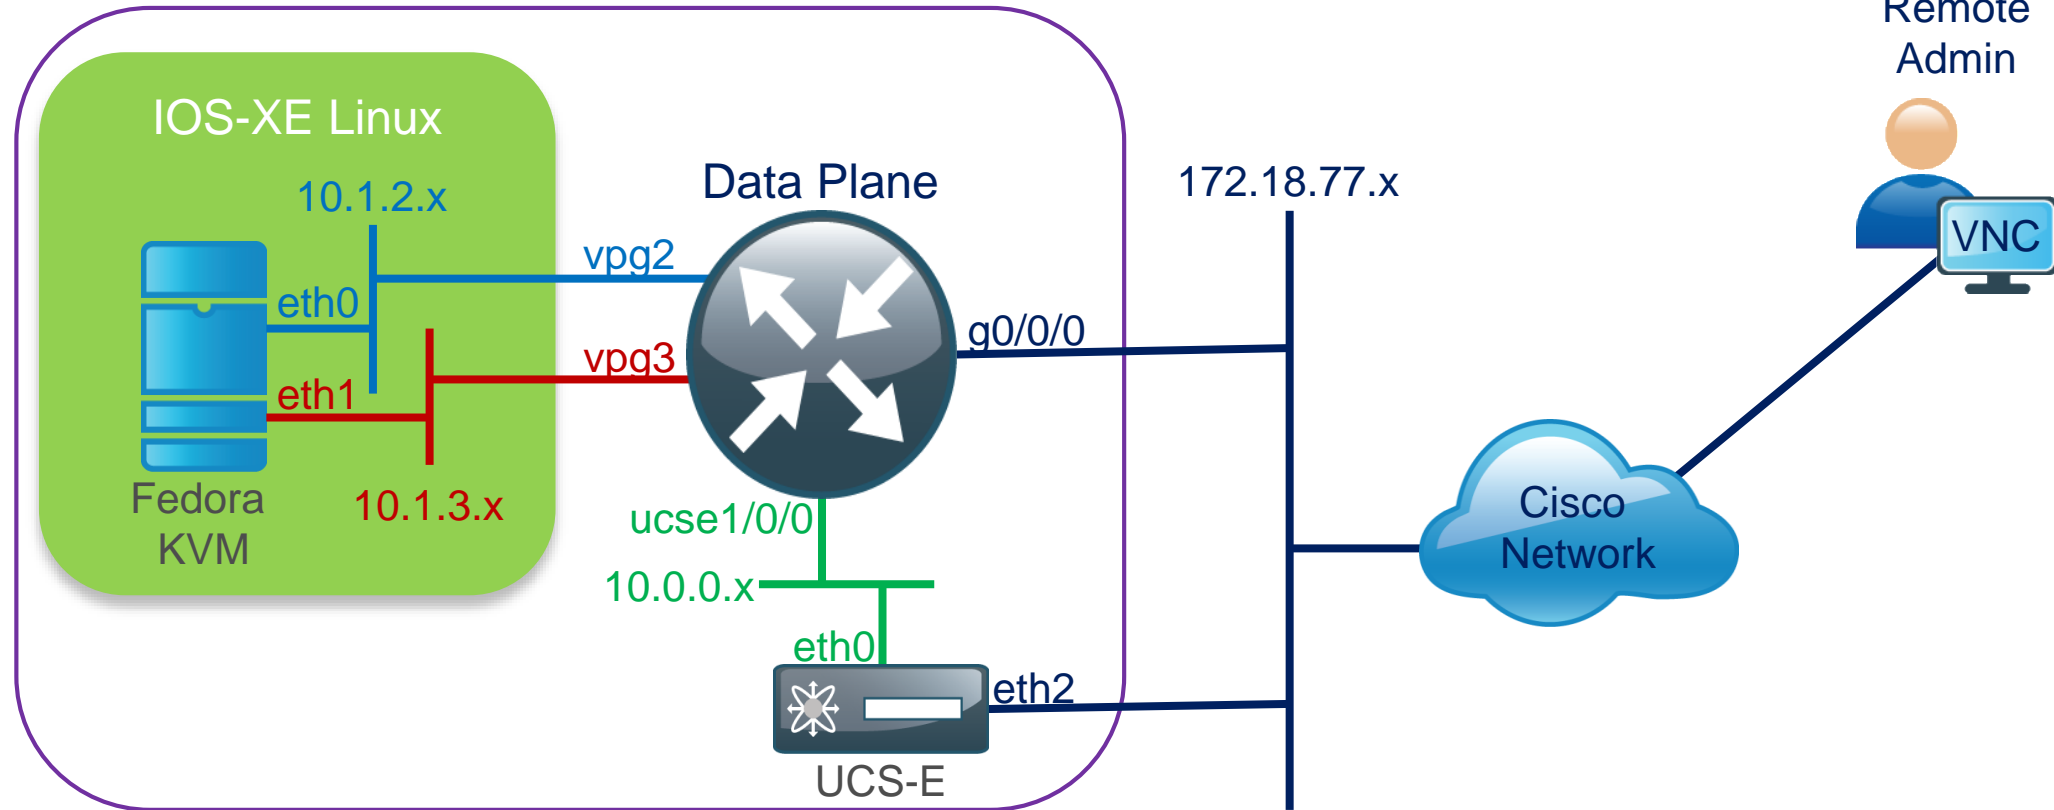 Remote
Admin
IOS-XE Linux
Data Plane
172.18.77.x
10.1.2.x
VNC
vpg2
eth0
g0/0/0
vpg3
eth1
Fedora
KVM
10.1.3.x
ucse1/0/0
Cisco
Network
10.0.0.x
eth0
eth2
UCS-E